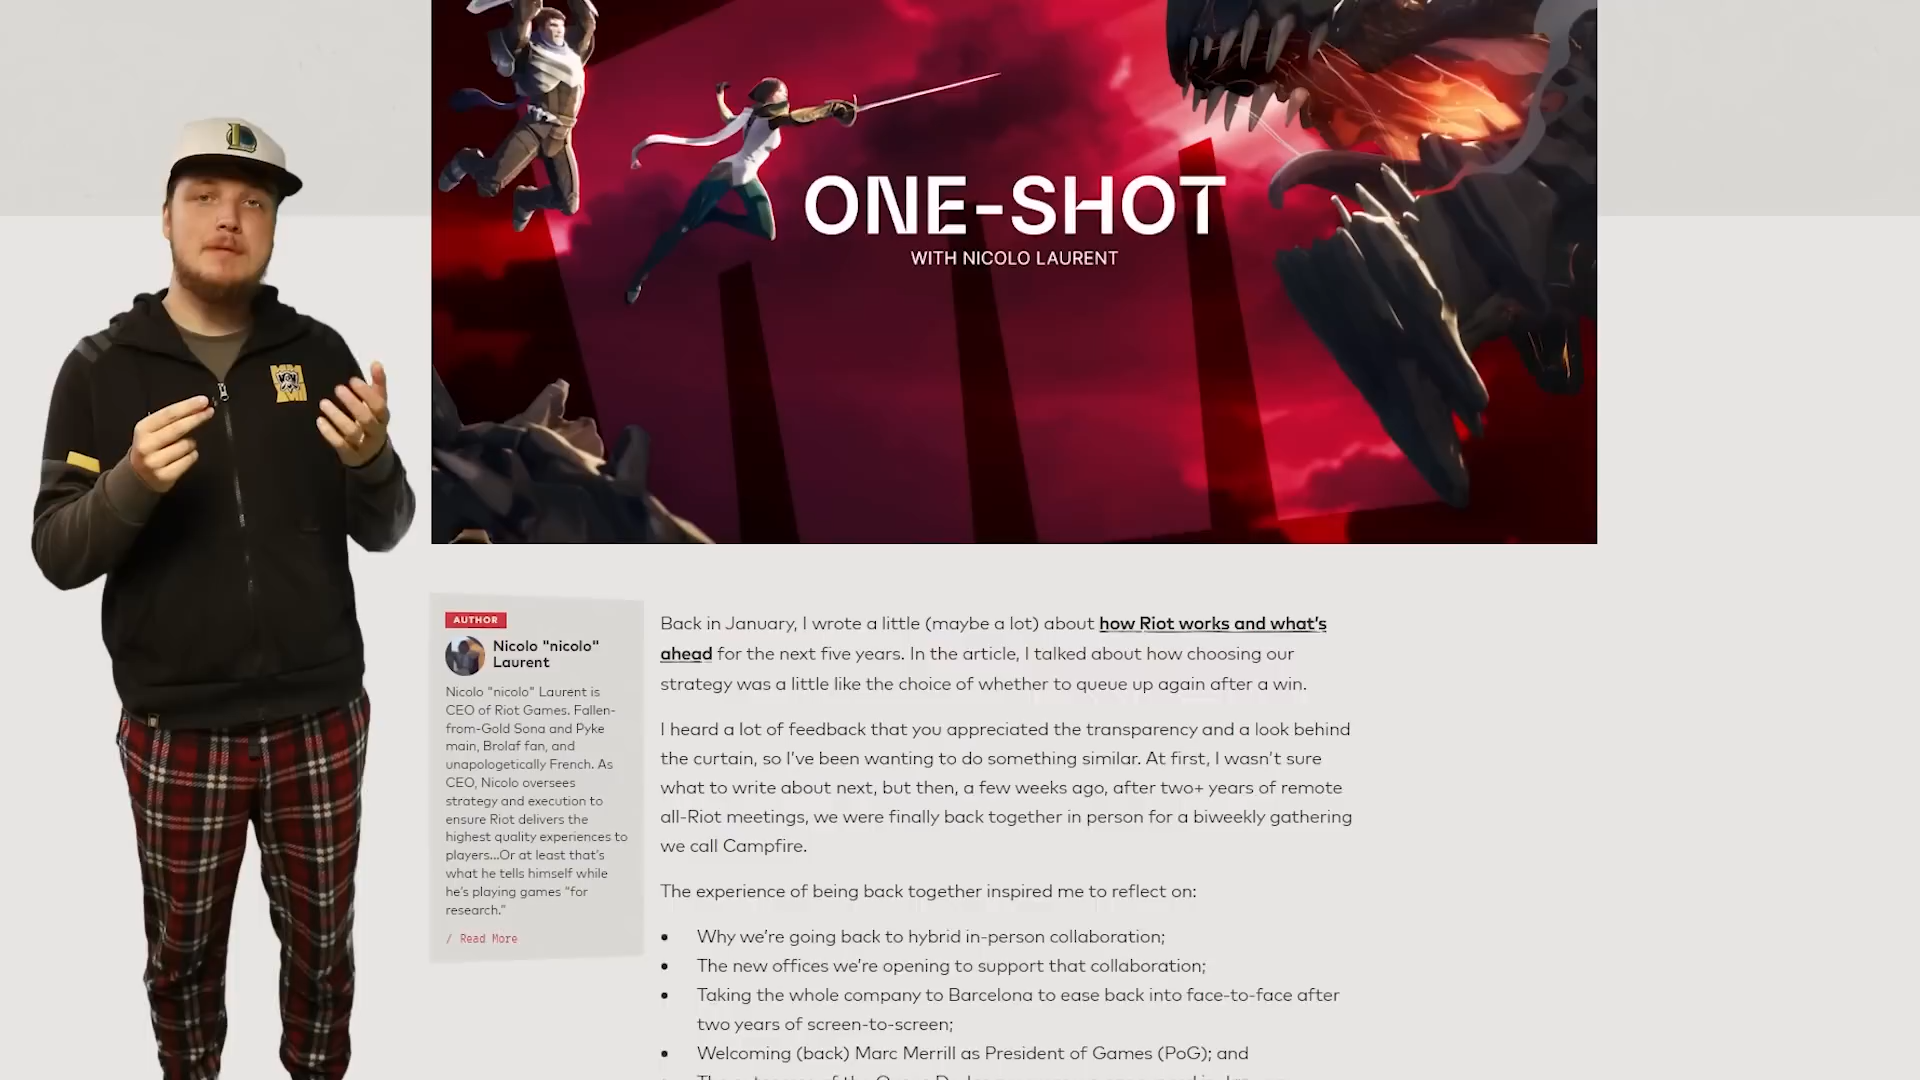 ONE-SHOT
WITH NICOLO LAURENT
AUTHOR
Nicolo "nicolo"
Laurent
Nicolo "nicolo" Laurent is
CEO of Riot Games. Fallen-
from-Gold Sona and Pyke
main, Brolaf fan, and
unapologetically French. As
CEO, Nicolo oversees
strategy and execution to
ensure Riot delivers the
highest quality experiences to
players...Or at least that's
what he tells himself while
he's playing games "for
research."
/ Read More
Back in January, I wrote a little (maybe a lot) about how Riot works and what's
ahead for the next five years. In the article, I talked about how choosing our
strategy was a little like the choice of whether to queue up again after a win.
I heard a lot of feedback that you appreciated the transparency and a look behind
the curtain, so I've been wanting to do something similar. At first, I wasn't sure
what to write about next, but then, a few weeks ago, after two+ years of remote
all-Riot meetings, we were finally back together in person for a biweekly gathering
we call Campfire.
The experience of being back together inspired me to reflect on:
• Why we're going back to hybrid in-person collaboration;
• The new offices we're opening to support that collaboration;
• Taking the whole company to Barcelona to ease back into face-to-face after
two years of screen-to-screen;
• Welcoming (back) Marc Merrill as President of Games (PoG); and